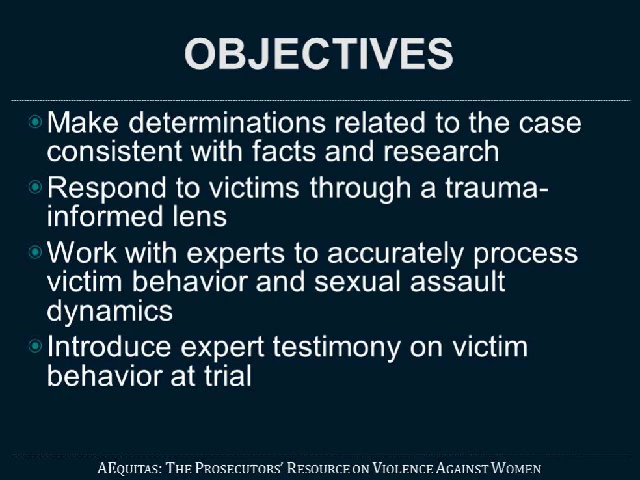 OBJECTIVES
Make determinations related to the case
consistent with facts and research
Respond to victims through a trauma-
informed lens
Work with experts to accurately process
victim behavior and sexual assault
dynamics
Introduce expert testimony on victim
behavior at trial
AEQUITAS: THE PROSECUTORS' RESOURCE ON VIOLENCE AGAINST WOMEN